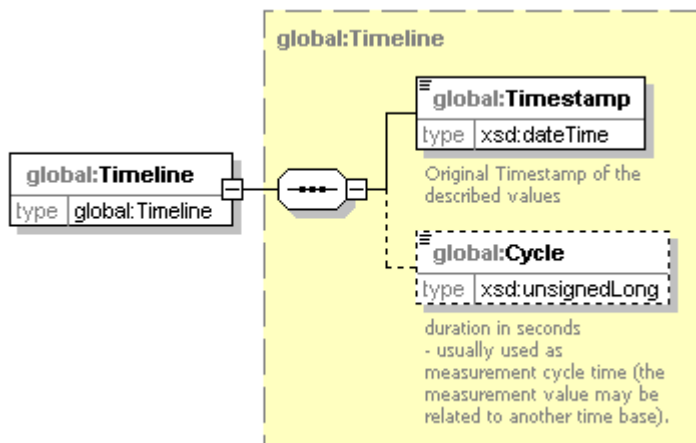 global:Timeline
global:Timestamp
type xsd:dateTime
Original Timestamp of the
described values
global:Timeline
type global:Timeline
global:Cycle
type xsd:unsignedLong
duration in seconds
- usually used as
measurement cycle time (the
measurement value may be
related to another time base).